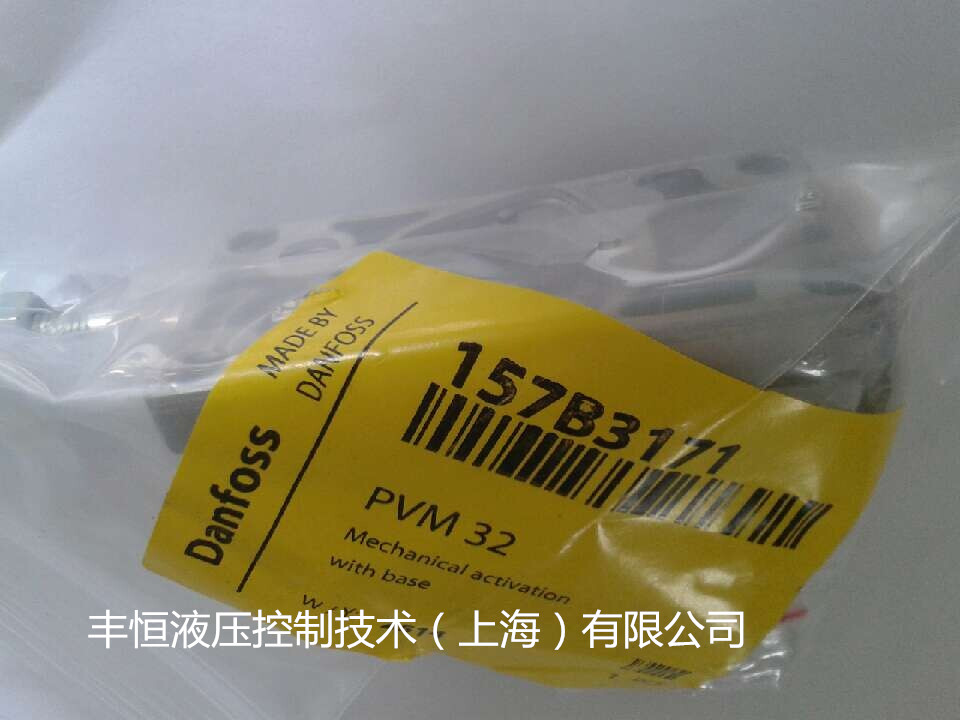 MADE BY
DANFOSS
Danfoss
157B3171
PVM 32
Mechanical activation
with base
丰恒液压控制技术（上海）有限公司